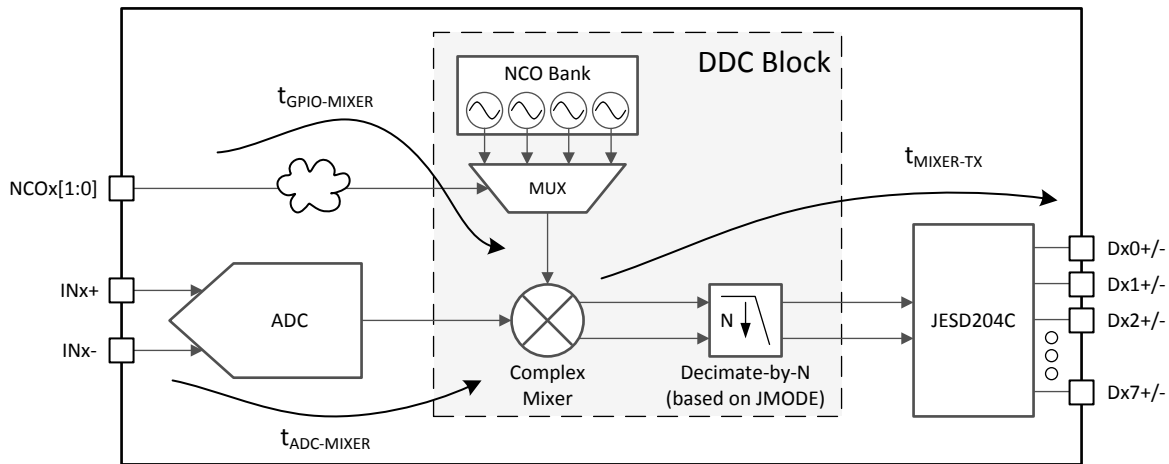 DDC Block
NCO Bank
tGPIO-MIXER
tMIXER-TX
NCOx[1:0]
MUX
Dx0+/-
INx+
Dx1+/-
ADC
N
JESD204C
Dx2+/-
INx-
Complex
Mixer
Decimate-by-N
(based on JMODE)
Dx7+/-
tADC-MIXER